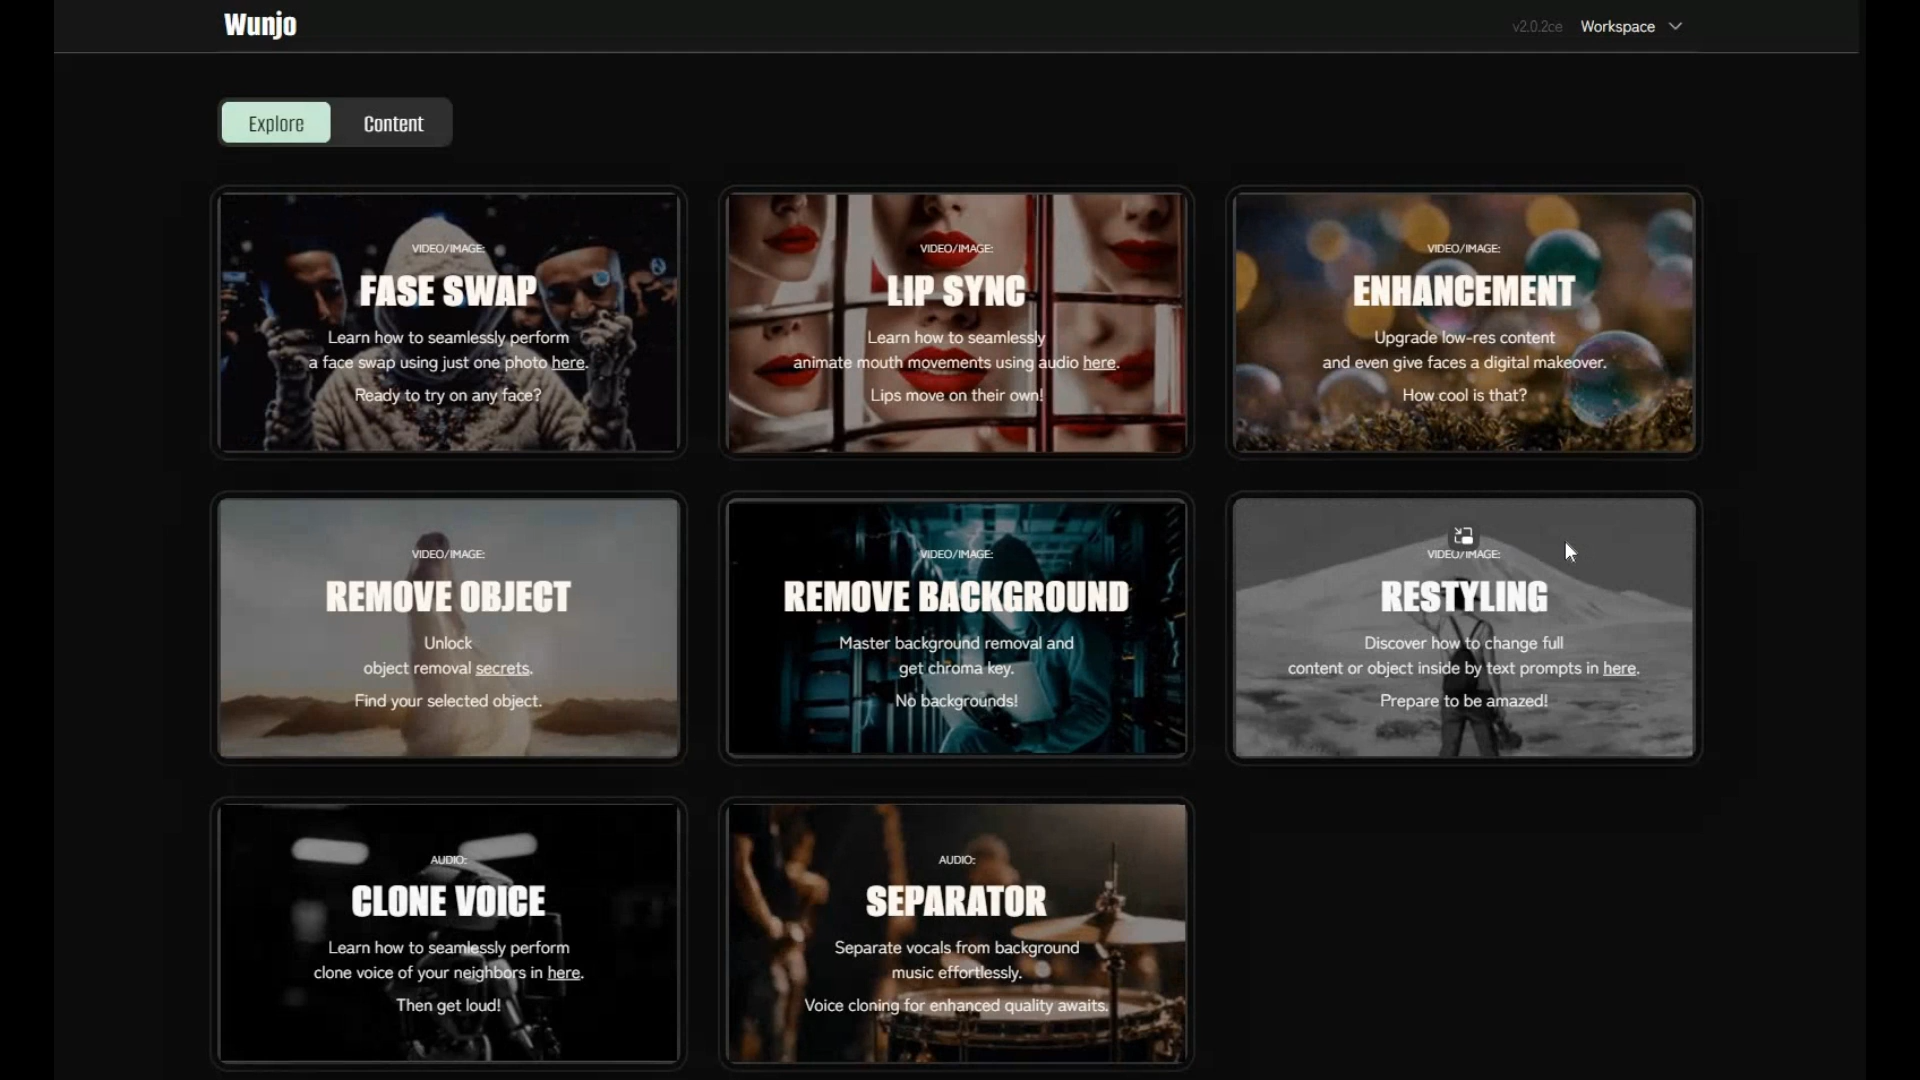 Wunjo
v2.0.2ce
Workspace
Explore
Content
VIDEO/IMAGE:
FASE SWAP
Learn how to seamlessly perform
a face swap using just one photo here.
Ready to try on any face?
VIDEO/IMAGE:
LIP SYNC
Learn how to seamlessly
animate mouth movements using audio here.
Lips move on their own!
VIDEO/IMAGE:
ENHANCEMENT
Upgrade low-res content
and even give faces a digital makeover.
How cool is that?
VIDEO/IMAGE:
REMOVE OBJECT
Unlock
object removal secrets.
Find your selected object.
VIDEO/IMAGE:
REMOVE BACKGROUND
Master background removal and
get chroma key.
No backgrounds!
VIDEO/IMAGE:
RESTYLING
Discover how to change full
content or object inside by text prompts in here.
Prepare to be amazed!
AUDIO:
CLONE VOICE
Learn how to seamlessly perform
clone voice of your neighbors in here.
Then get loud!
AUDIO:
SEPARATOR
Separate vocals from background
music effortlessly.
Voice cloning for enhanced quality awaits.